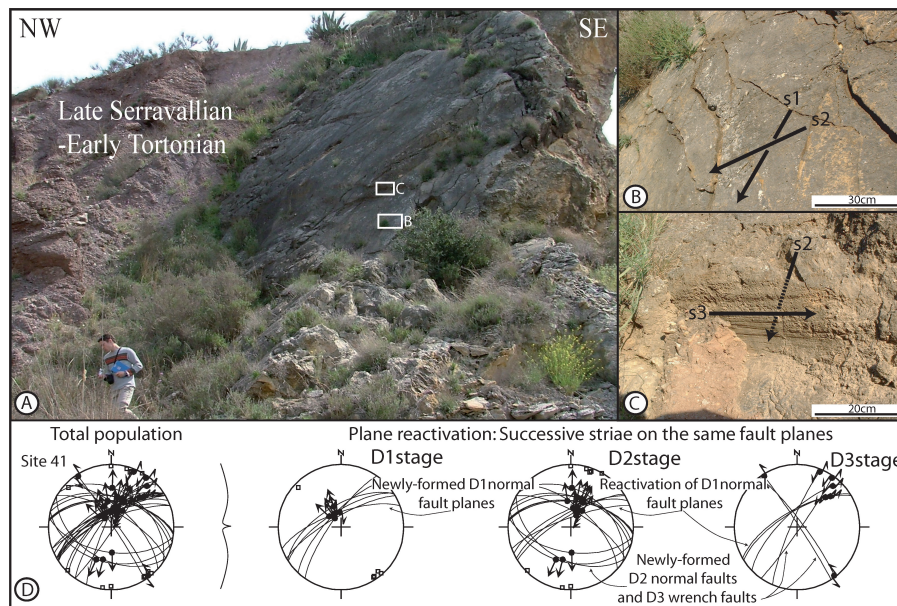 NW
SE
Late Serravallian
-Early Tortonian
C
B
A
s1
s2
B
30cm
s2
s3
C
20cm
Total population
Plane reactivation: Successive striae on the same fault planes
Site 41
N
N
D1stage
Newly-formed D1normal
fault planes
N
D2stage
Reactivation of D1normal
fault planes
N
D3stage
Newly-formed
D2 normal faults
and D3 wrench faults
D